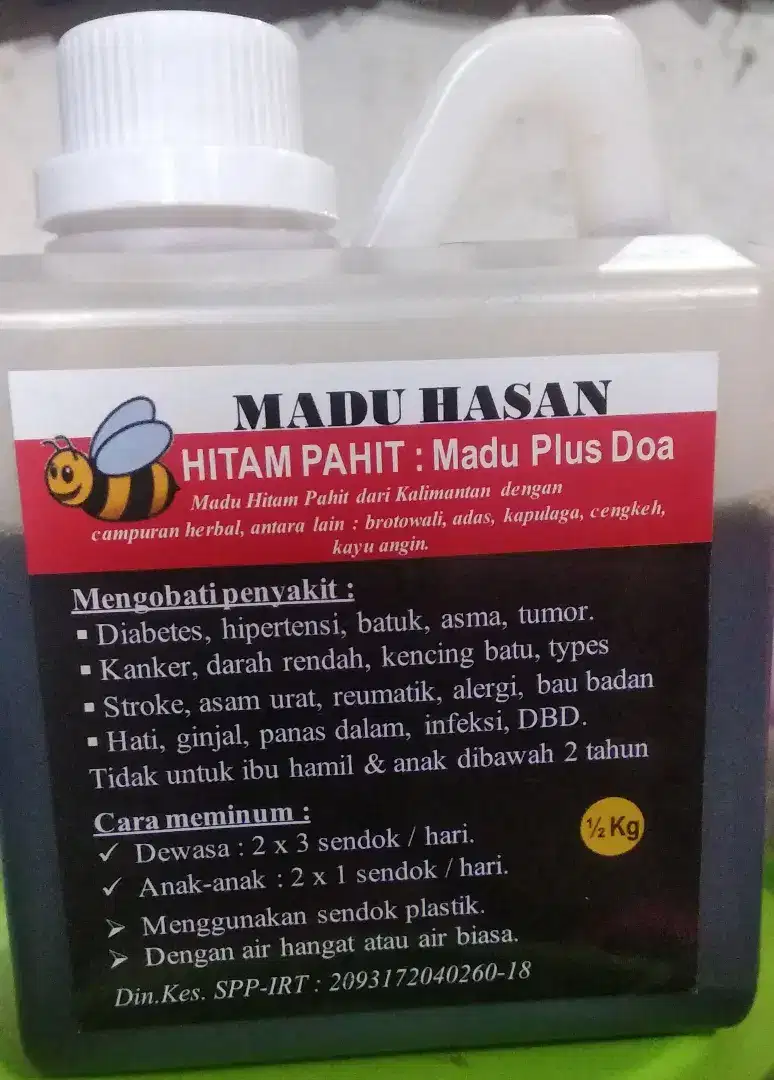 MADU HASAN
HITAM PAHIT : Madu Plus Doa
Madu Hitam Pahit dari Kalimantan dengan
campuran herbal, antara lain : brotowali, adas, kapulaga, cengkeh,
kayu angin.
Mengobati penyakit :
▪ Diabetes, hipertensi, batuk, asma, tumor.
▪ Kanker, darah rendah, kencing batu, types
▪ Stroke, asam urat, reumatik, alergi, bau badan
▪ Hati, ginjal, panas dalam, infeksi, DBD.
Tidak untuk ibu hamil & anak dibawah 2 tahun
Cara meminum :
✓ Dewasa : 2 x 3 sendok / hari.
✓ Anak-anak : 2 x 1 sendok / hari.
➢ Menggunakan sendok plastik.
➢ Dengan air hangat atau air biasa.
½ Kg
Din.Kes. SPP-IRT : 2093172040260-18